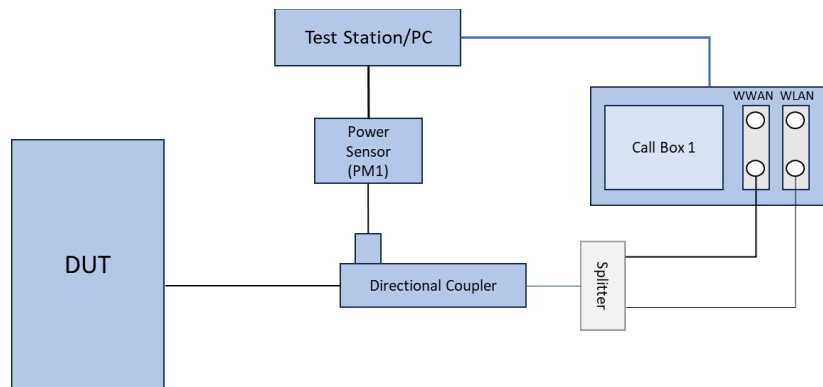 Test Station/PC
WWAN WLAN
Power
Sensor
(PM1)
Call Box 1
DUT
Directional Coupler
Splitter